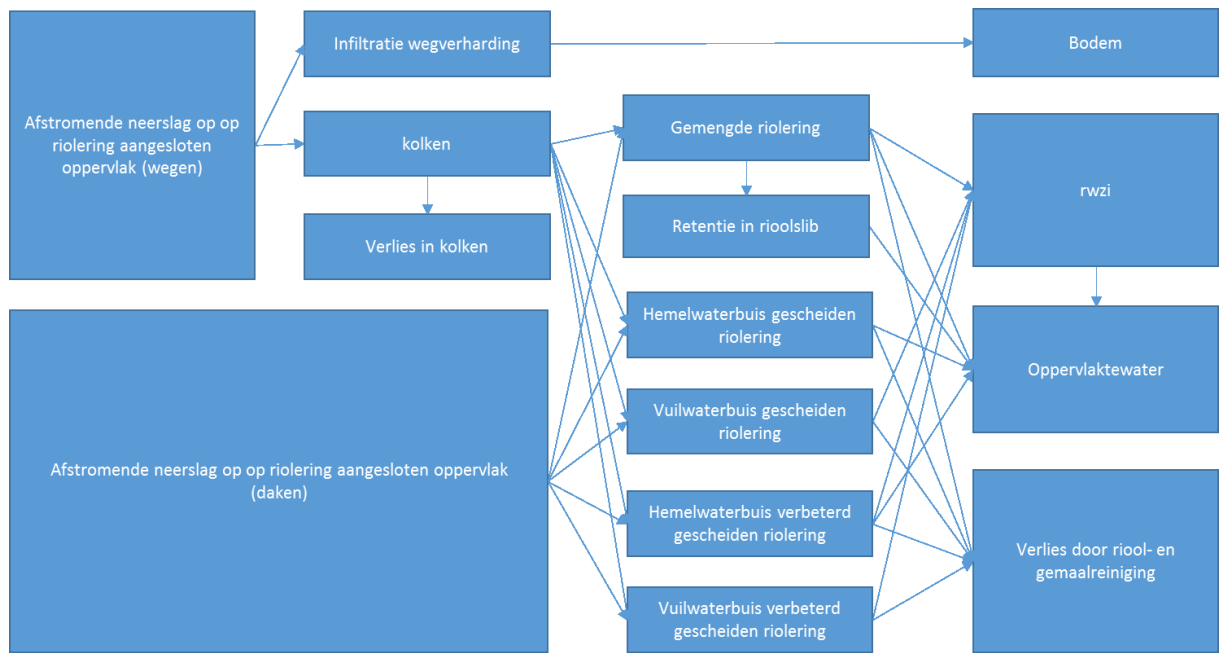 Afstromende neerslag op op
riolering aangesloten
oppervlak (wegen)
Infiltratie wegverharding
Bodem
kolken
Verlies in kolken
Gemengde riolering
Retentie in rioolslib
rwzi
Afstromende neerslag op op riolering aangesloten oppervlak
(daken)
Hemelwaterbuis gescheiden
riolering
Vuilwaterbuis gescheiden
riolering
Hemelwaterbuis verbeterd
gescheiden riolering
Vuilwaterbuis verbeterd
gescheiden riolering
Oppervlaktewater
Verlies door riool- en
gemaalreiniging